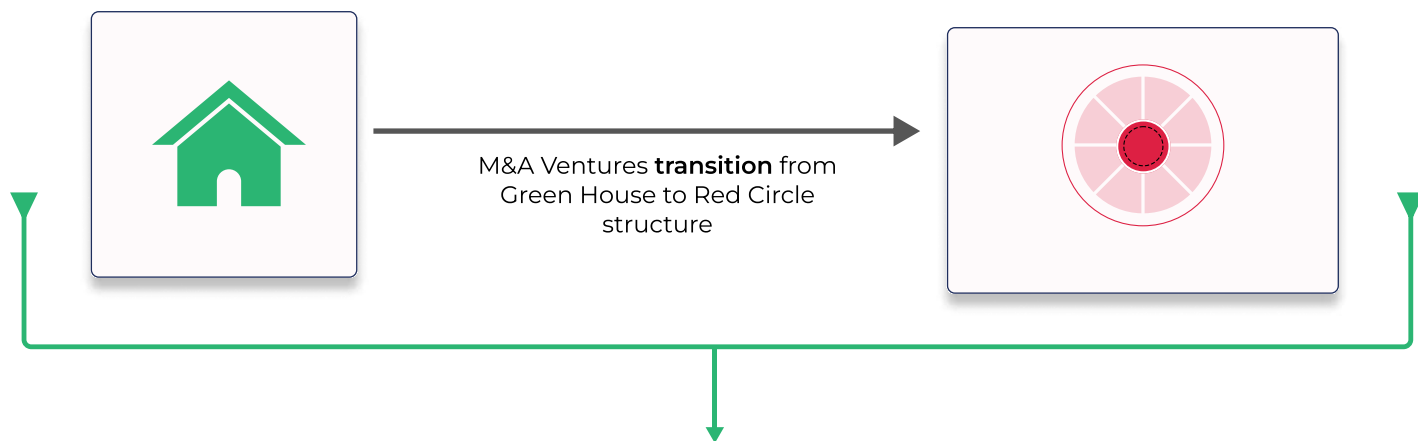 M&A Ventures transition from
Green House to Red Circle
structure